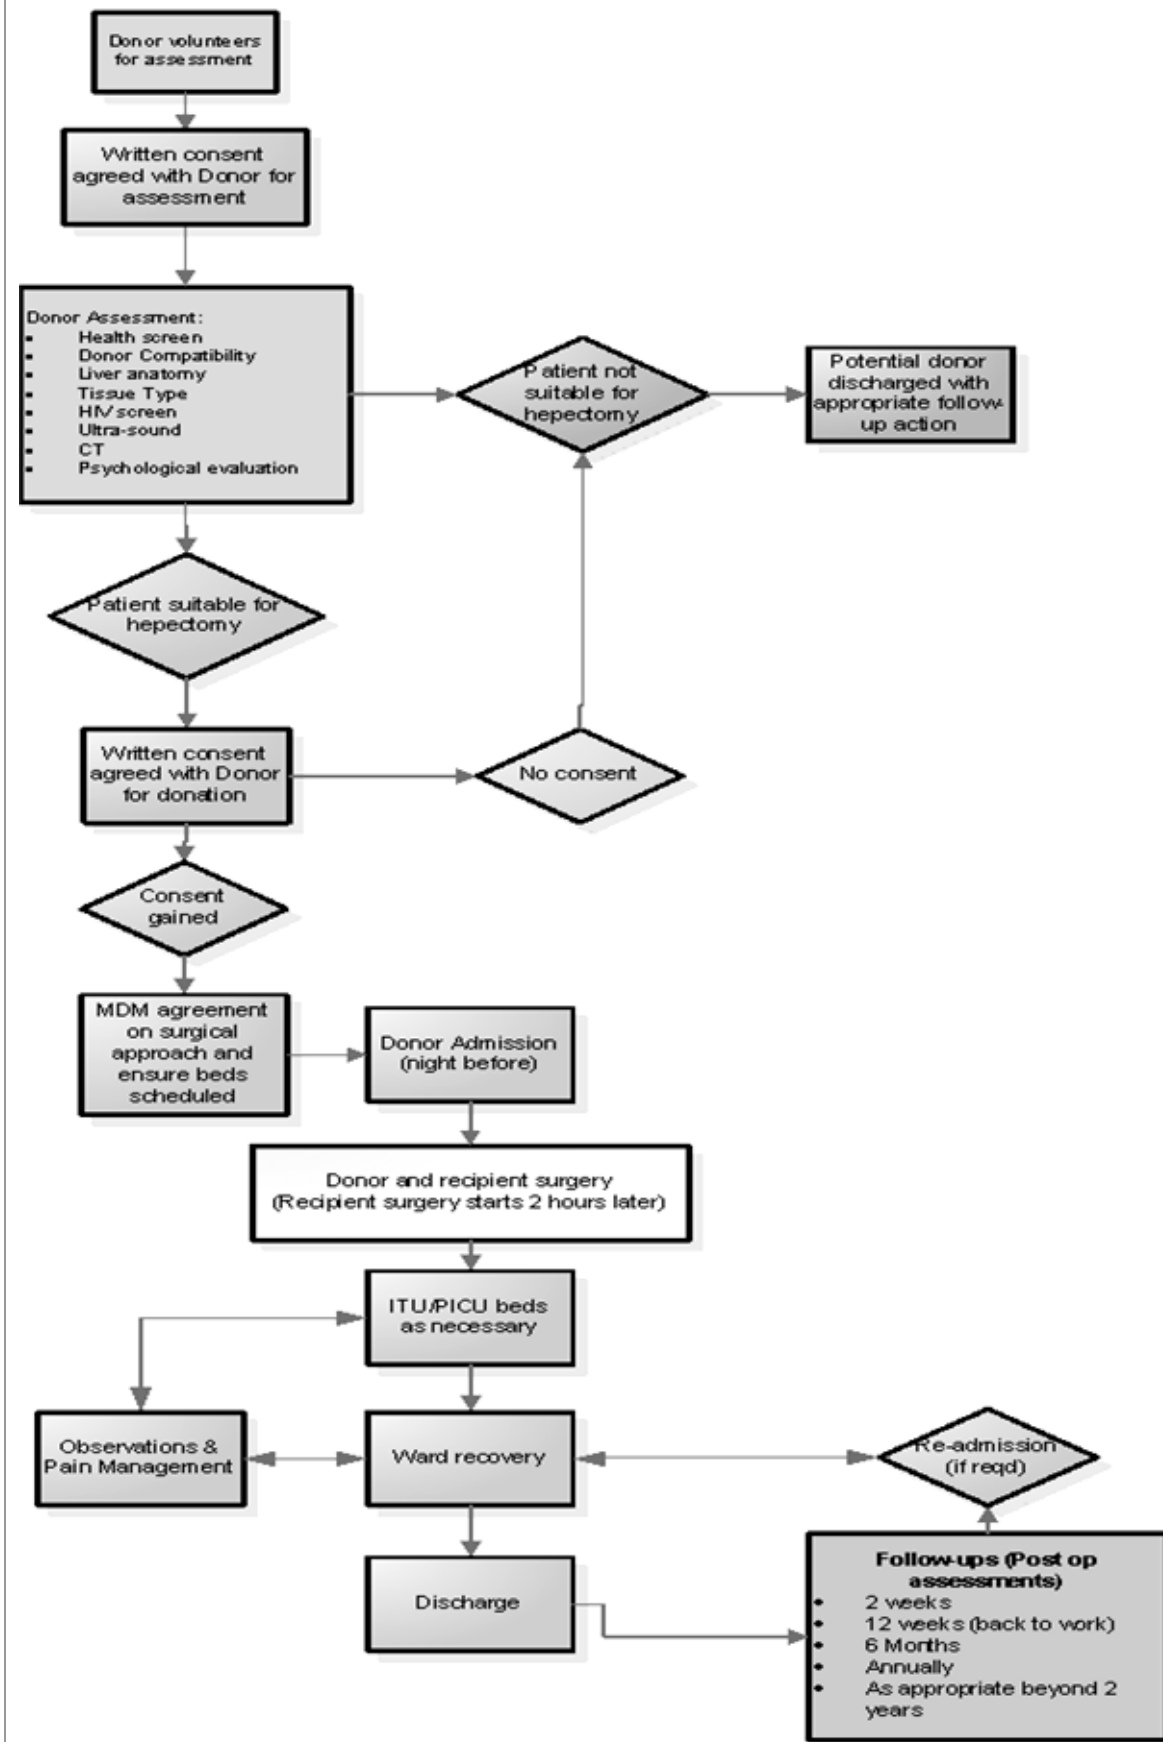 Donor volunteers
for assessment
Written consent
agreed with Donor for
assessment
Donor Assessment:
▪ Health screen
▪ Donor Compatibility
▪ Liver anatomy
▪ Tissue Type
▪ HIV screen
▪ Ultra-sound
▪ CT
▪ Psychological evaluation
Patient not
suitable for
hepectomy
Potential donor
discharged with
appropriate follow-
up action
Patient suitable for
hepectomy
Written consent
agreed with Donor
for donation
No consent
Consent
gained
MDM agreement
on surgical
approach and
ensure beds
scheduled
Donor Admission
(night before)
Donor and recipient surgery
(Recipient surgery starts 2 hours later)
ITU/PICU beds
as necessary
Observations &
Pain Management
Ward recovery
Re-admission
(if reqd)
Discharge
Follow-ups (Post op
assessments)
• 2 weeks
• 12 weeks (back to work)
• 6 Months
• Annually
• As appropriate beyond 2
years